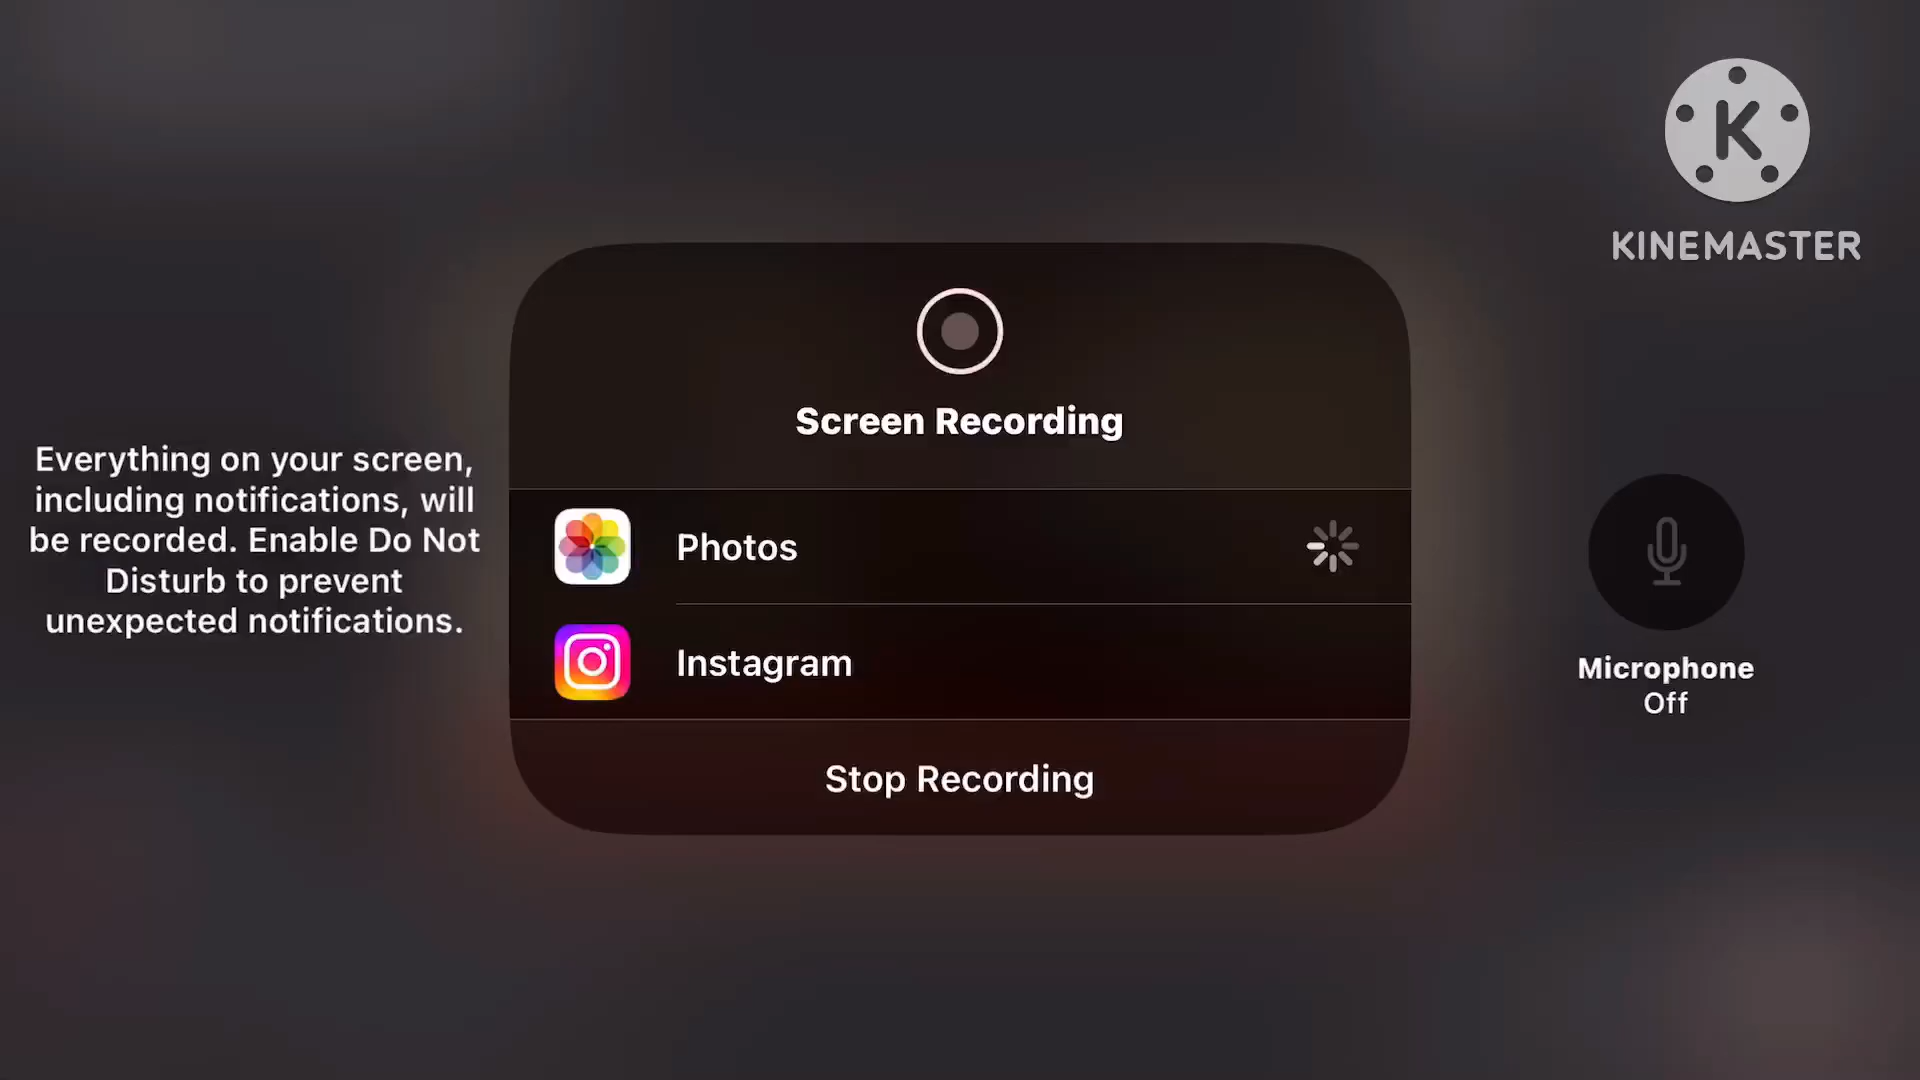 K
KINEMASTER
Screen Recording
Everything on your screen,
including notifications, will
be recorded. Enable Do Not
Disturb to prevent
unexpected notifications.
Photos
Instagram
Stop Recording
Microphone
Off